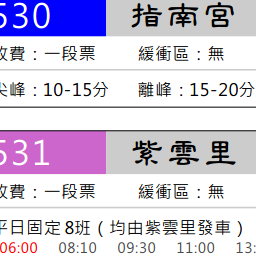 530 指南宮
收費：一段票 緩衝區：無
尖峰：10-15分 離峰：15-20分
531 紫雲里
收費：一段票 緩衝區：無
平日固定8班（均由紫雲里發車）
06:00 08:10 09:30 11:00 13: